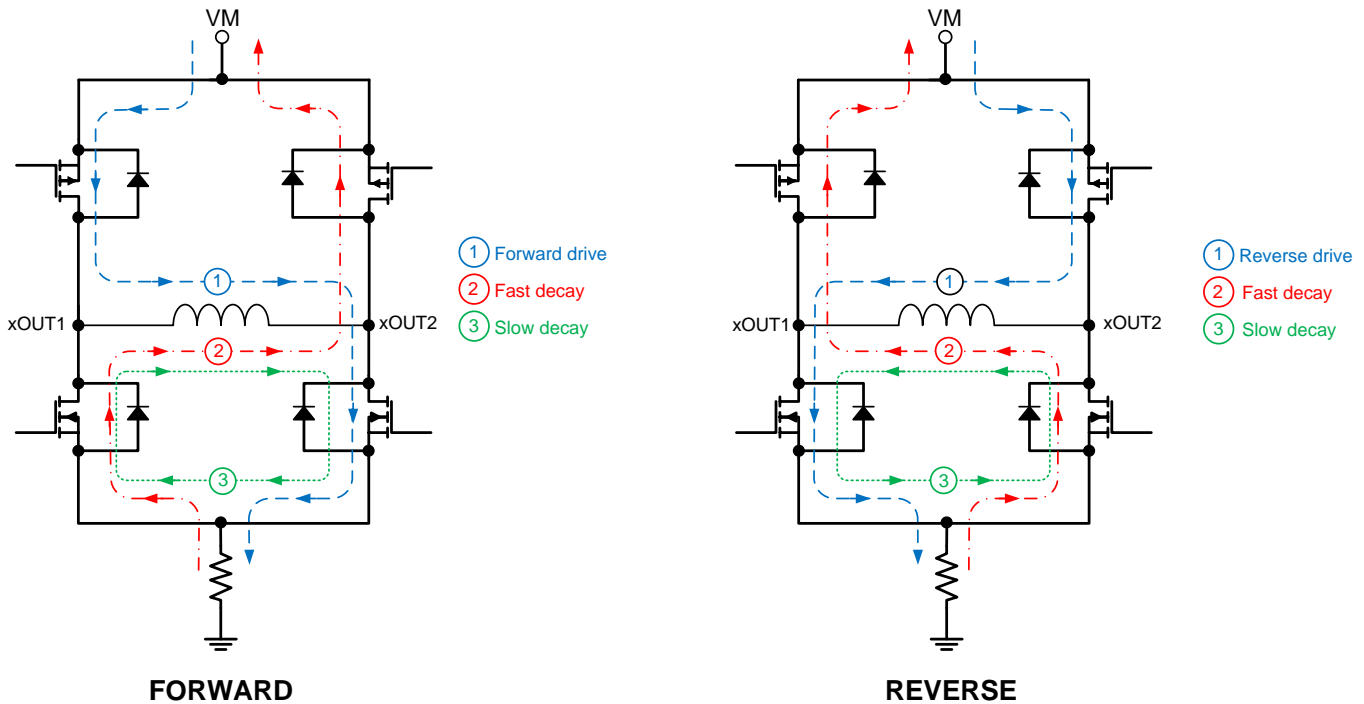 VM
1
xOUT1
xOUT2
2
3
1 Forward drive
2 Fast decay
3 Slow decay
FORWARD
VM
1
xOUT1
xOUT2
2
3
1 Reverse drive
2 Fast decay
3 Slow decay
REVERSE